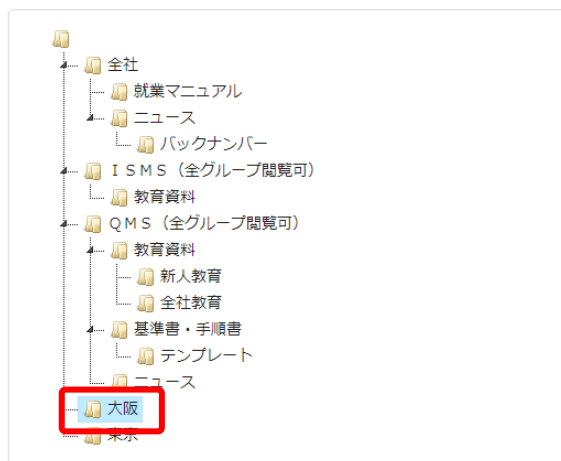 全社
就業マニュアル
ニュース
バックナンバー
ＩＳＭＳ（全グループ閲覧可）
教育資料
ＱＭＳ（全グループ閲覧可）
教育資料
新人教育
全社教育
基準書・手順書
テンプレート
ニュース
大阪
東京